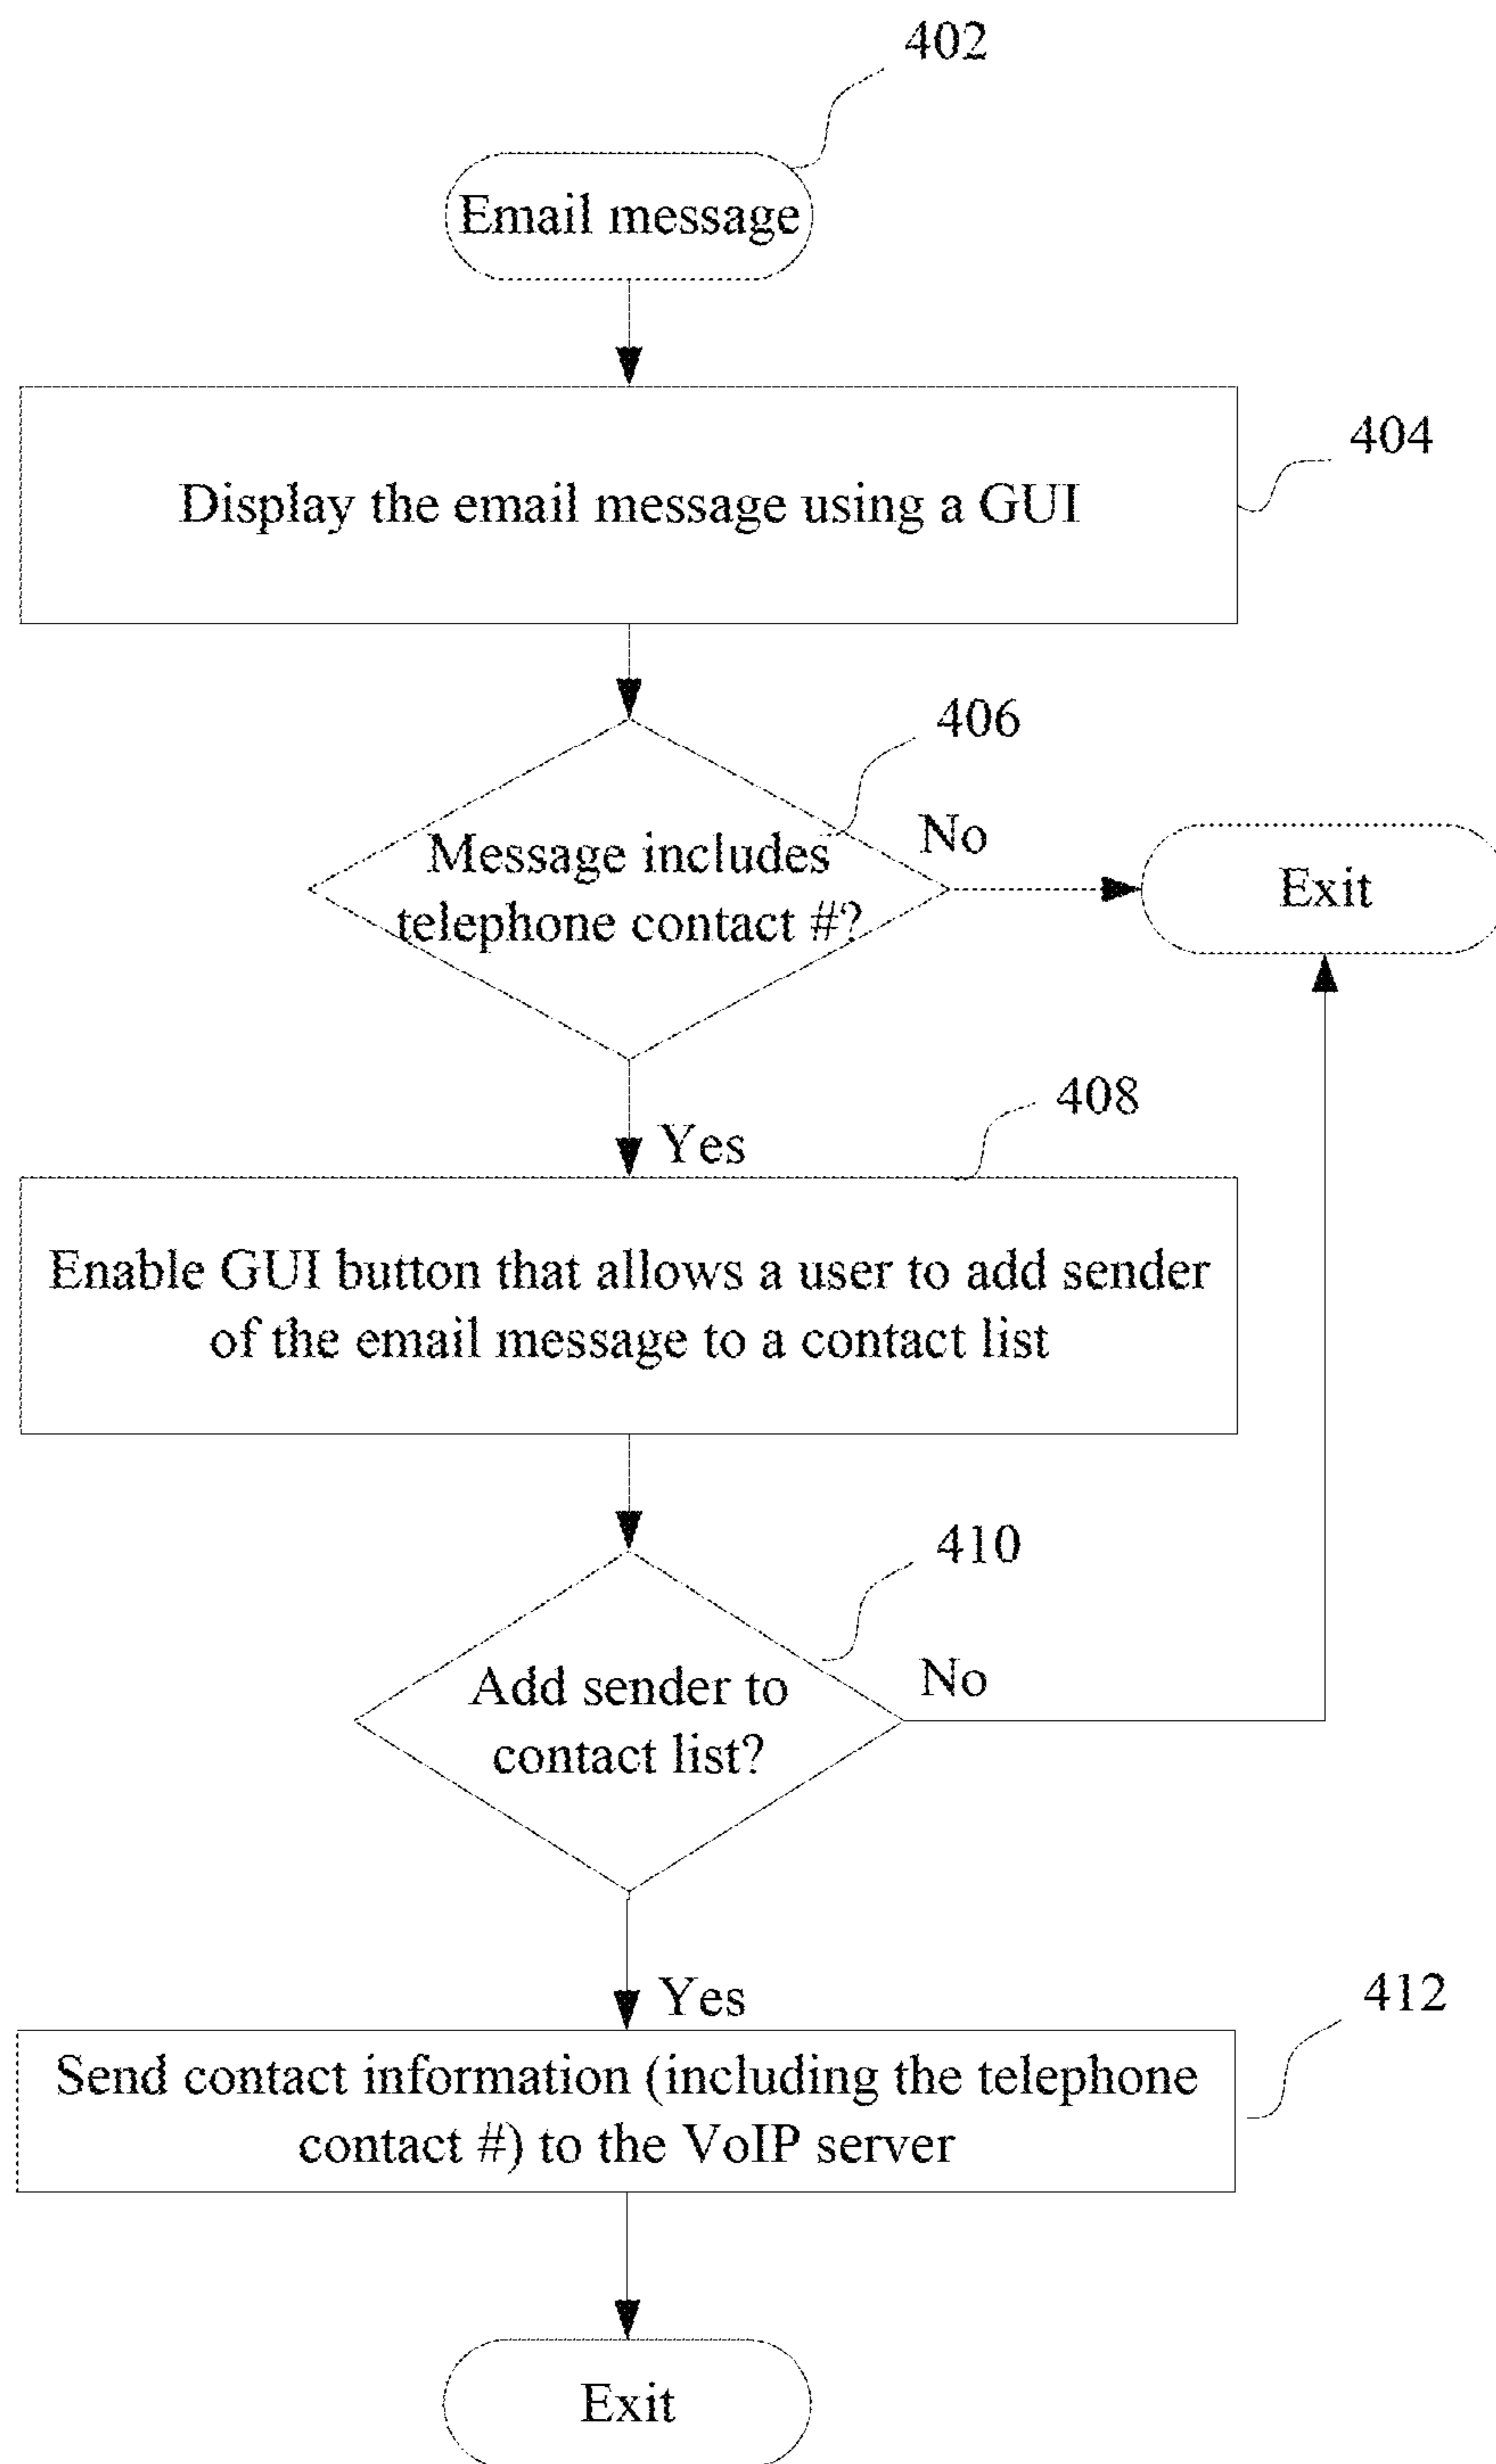 402
Email message
404
Display the email message using a GUI
406
Message includes
telephone contact #?
No
Exit
Yes
408
Enable GUI button that allows a user to add sender
of the email message to a contact list
410
Add sender to
contact list?
No
Yes
412
Send contact information (including the telephone
contact #) to the VoIP server
Exit